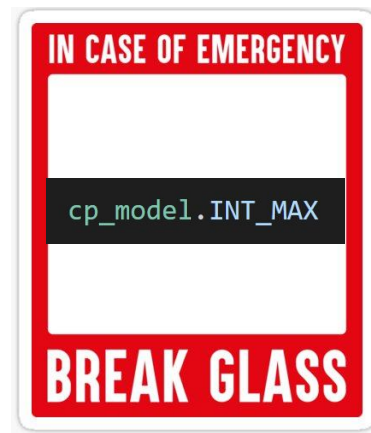 IN CASE OF EMERGENCY
cp_model.INT_MAX
BREAK GLASS